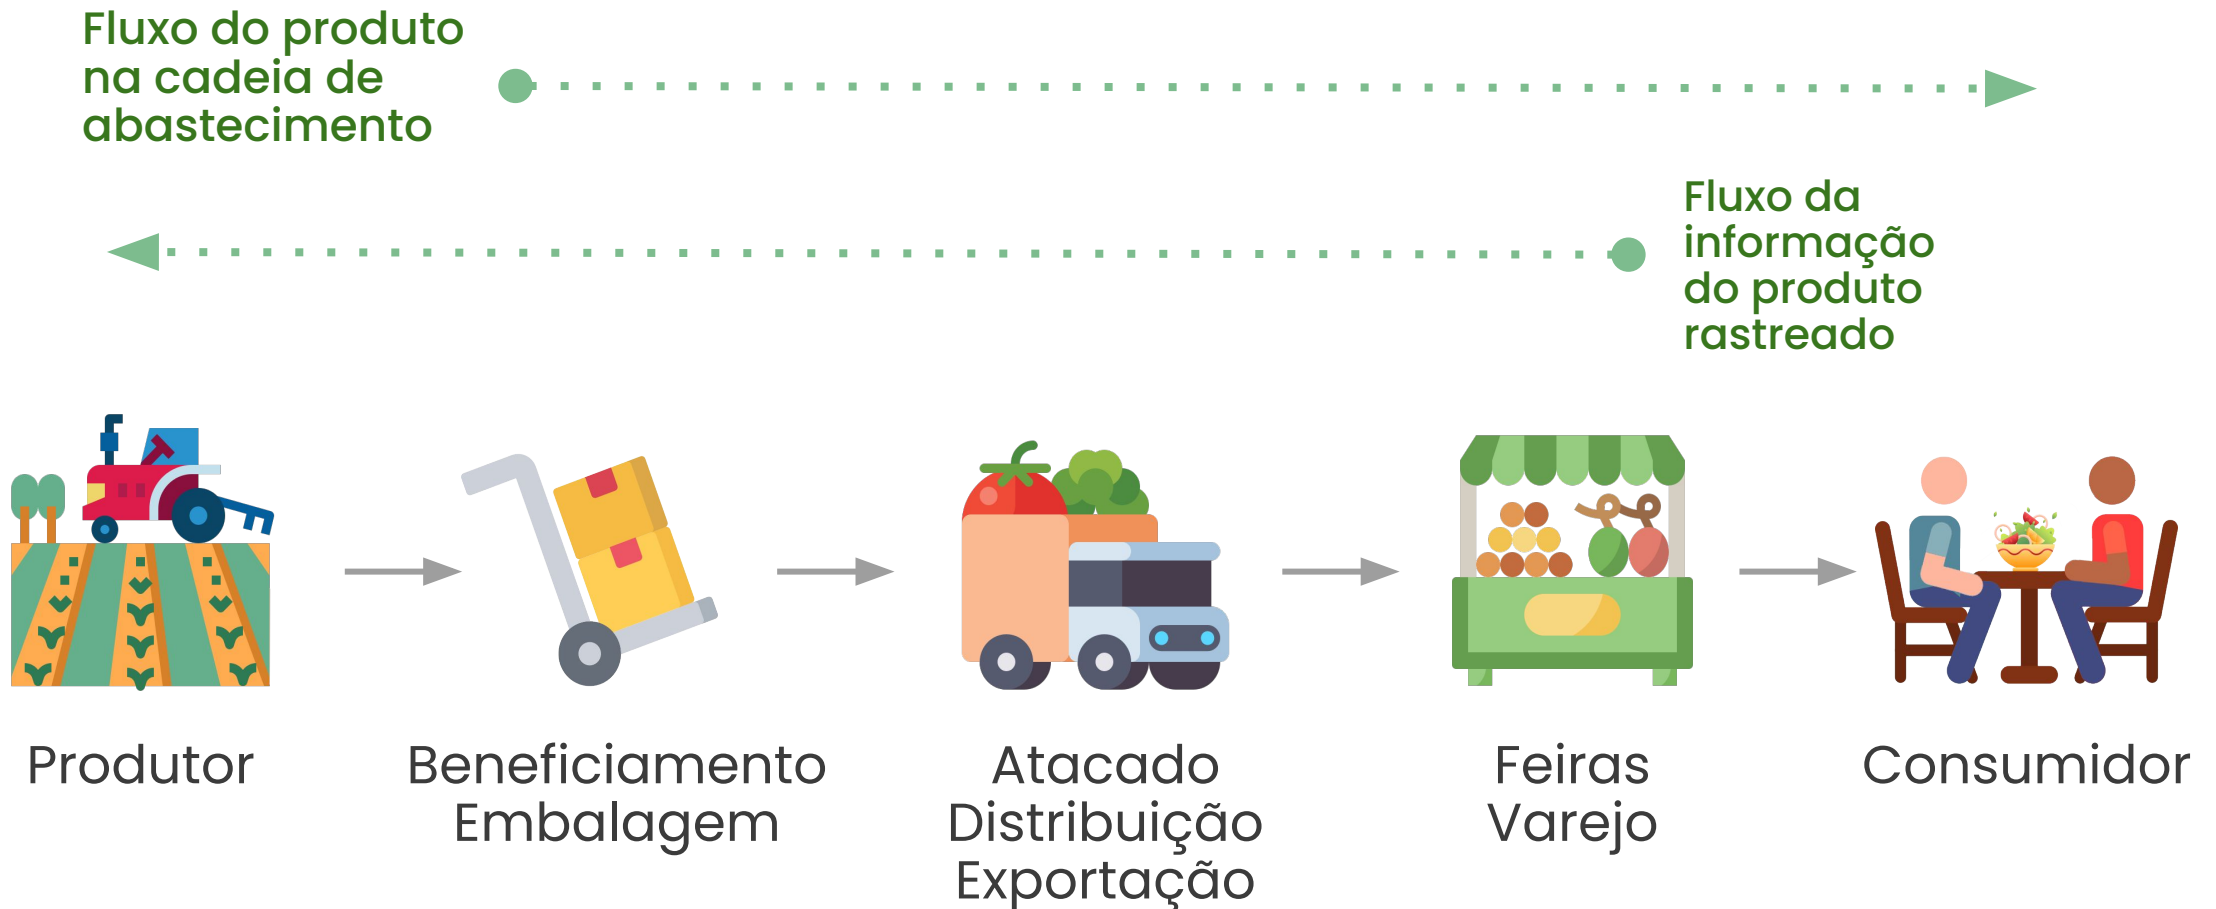 Fluxo do produto
na cadeia de
abastecimento
Fluxo da
informação
do produto
rastreado
Produtor
Beneficiamento
Embalagem
Atacado
Distribuição
Exportação
Feiras
Varejo
Consumidor